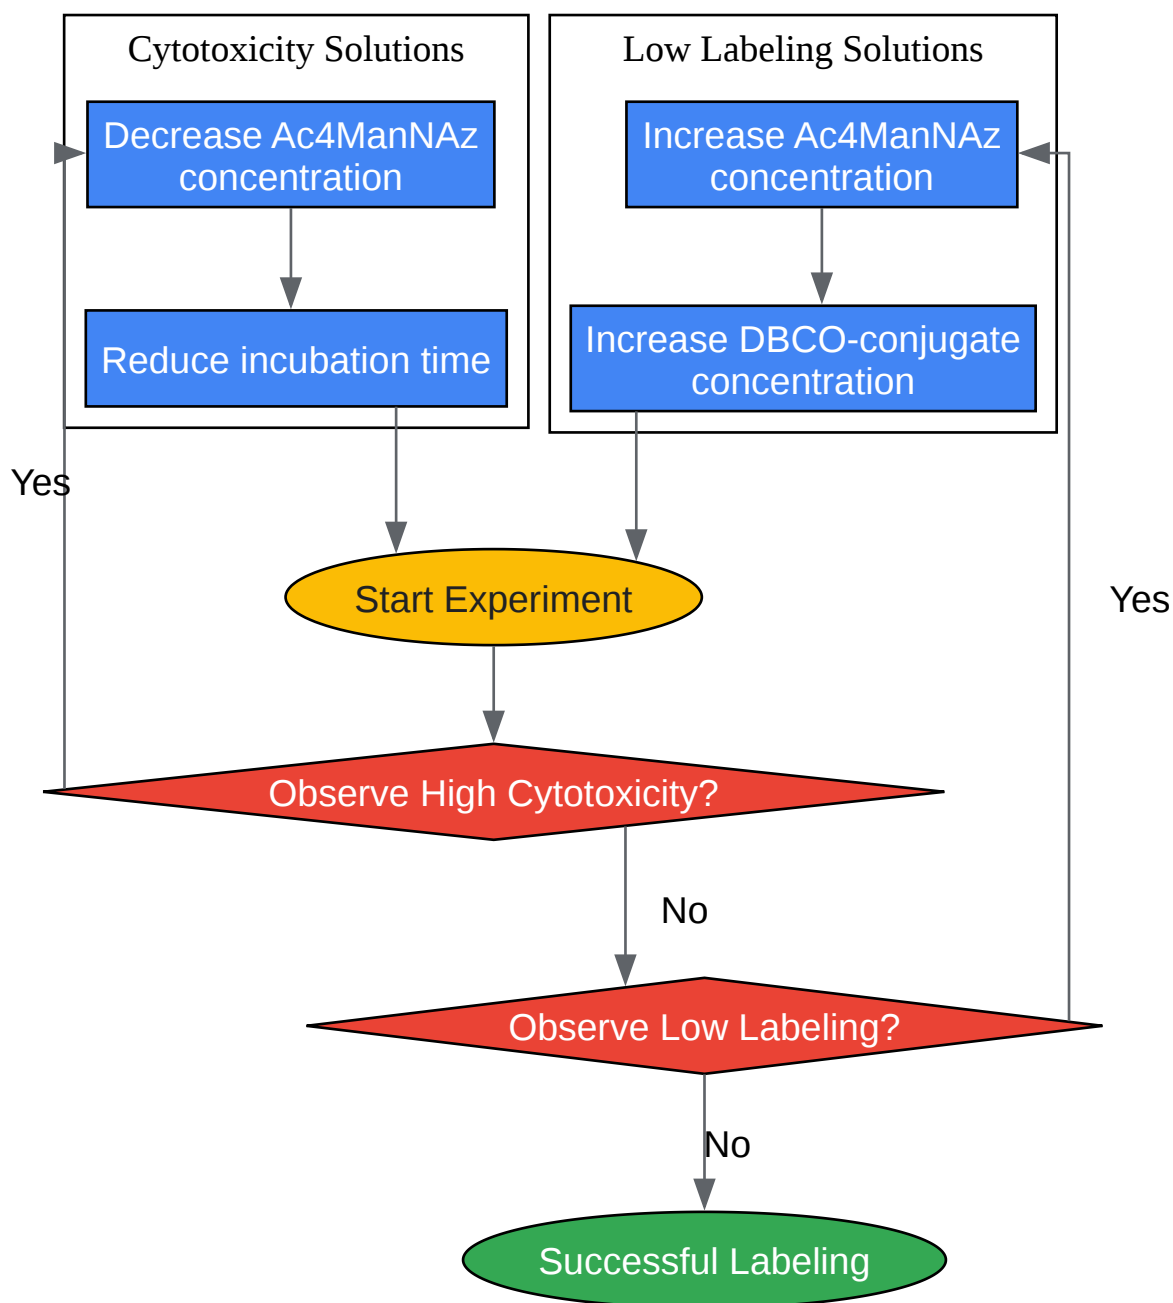 Cytotoxicity Solutions
Low Labeling Solutions
Decrease Ac4ManNAz
concentration
Increase Ac4ManNAz
concentration
Reduce incubation time
Increase DBCO-conjugate
concentration
Yes
Start Experiment
Yes
Observe High Cytotoxicity?
No
Observe Low Labeling?
No
Successful Labeling